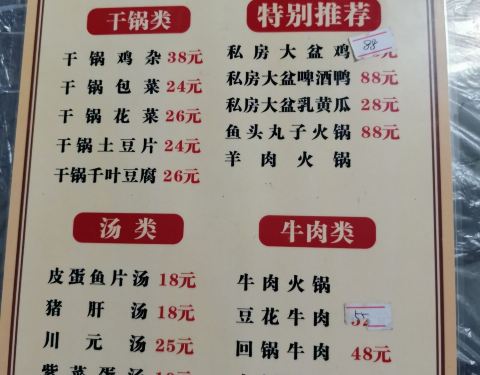 干锅类
干锅鸡杂 38元
干锅包菜 24元
干锅花菜 26元
干锅土豆片 24元
干锅千叶豆腐 26元
特别推荐
私房大盆鸡 88
私房大盆啤酒鸭 88元
私房大盆乳黄瓜 28元
鱼头丸子火锅 88元
羊肉火锅
汤类
皮蛋鱼片汤 18元
猪肝汤 18元
川元汤 25元
紫菜蛋汤
牛肉类
牛肉火锅
豆花牛肉 55
回锅牛肉 48元